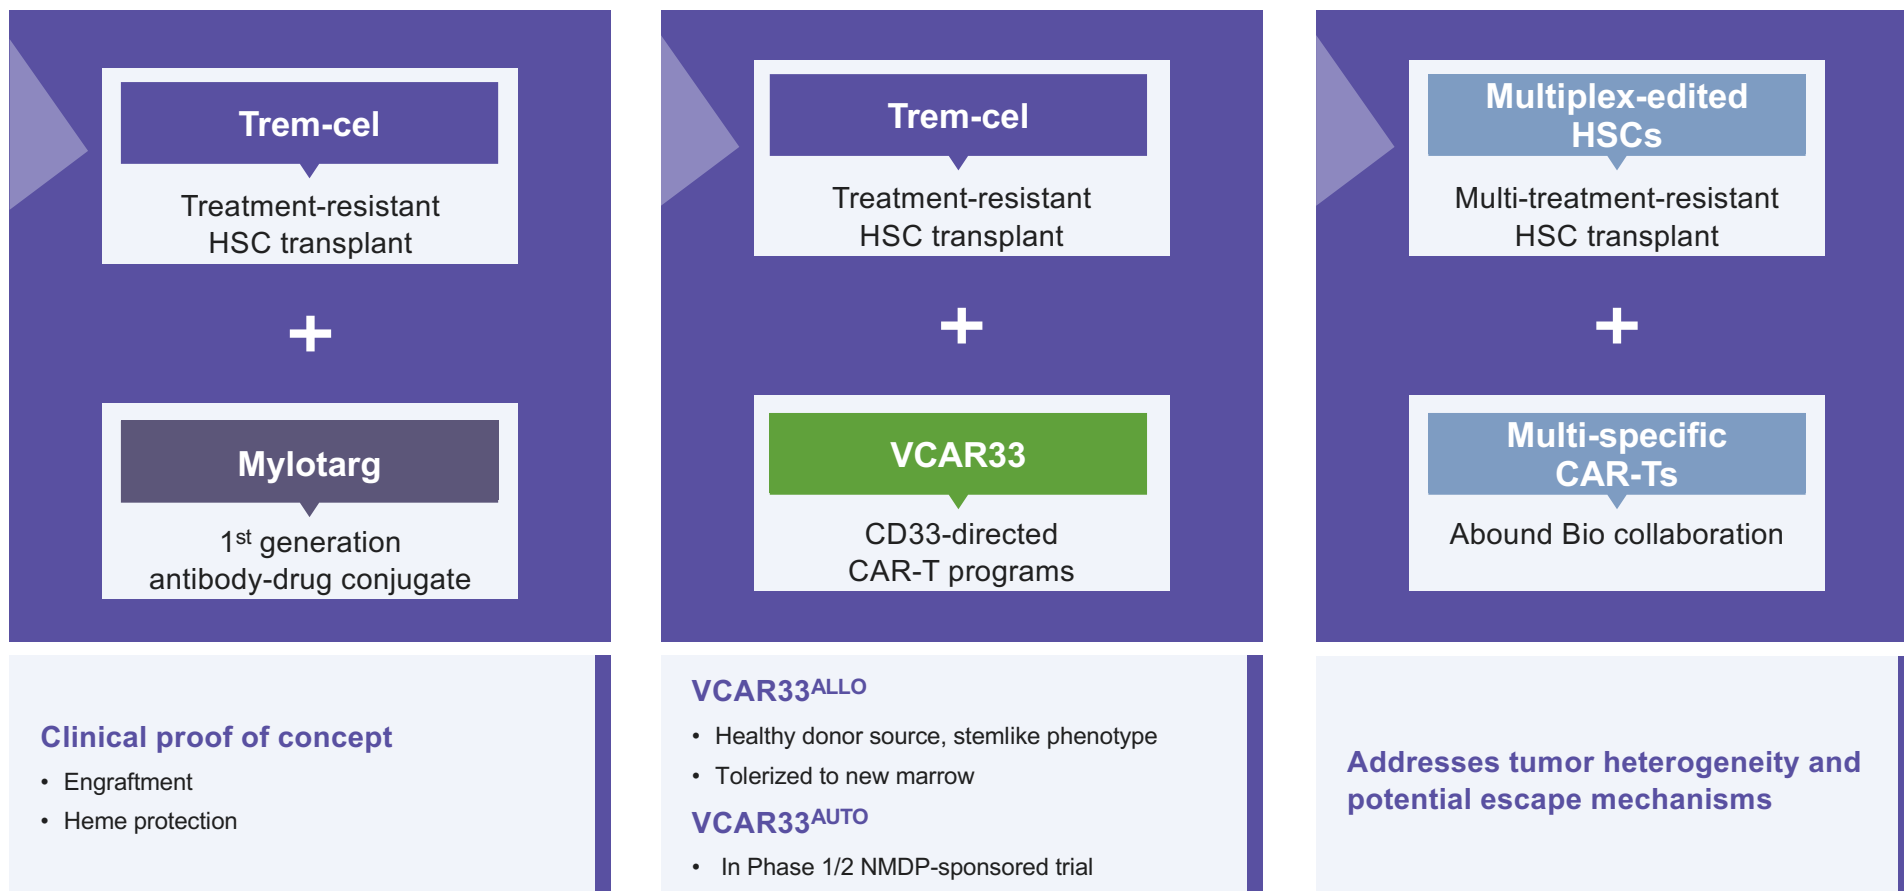 Trem-cel
Treatment-resistant
HSC transplant
+
Mylotarg
1st generation
antibody-drug conjugate
Clinical proof of concept
• Engraftment
• Heme protection
Trem-cel
Treatment-resistant
HSC transplant
+
VCAR33
CD33-directed
CAR-T programs
VCAR33ALLO
• Healthy donor source, stemlike phenotype
• Tolerized to new marrow
VCAR33AUTO
• In Phase 1/2 NMDP-sponsored trial
Multiplex-edited
HSCs
Multi-treatment-resistant
HSC transplant
+
Multi-specific
CAR-Ts
Abound Bio collaboration
Addresses tumor heterogeneity and
potential escape mechanisms